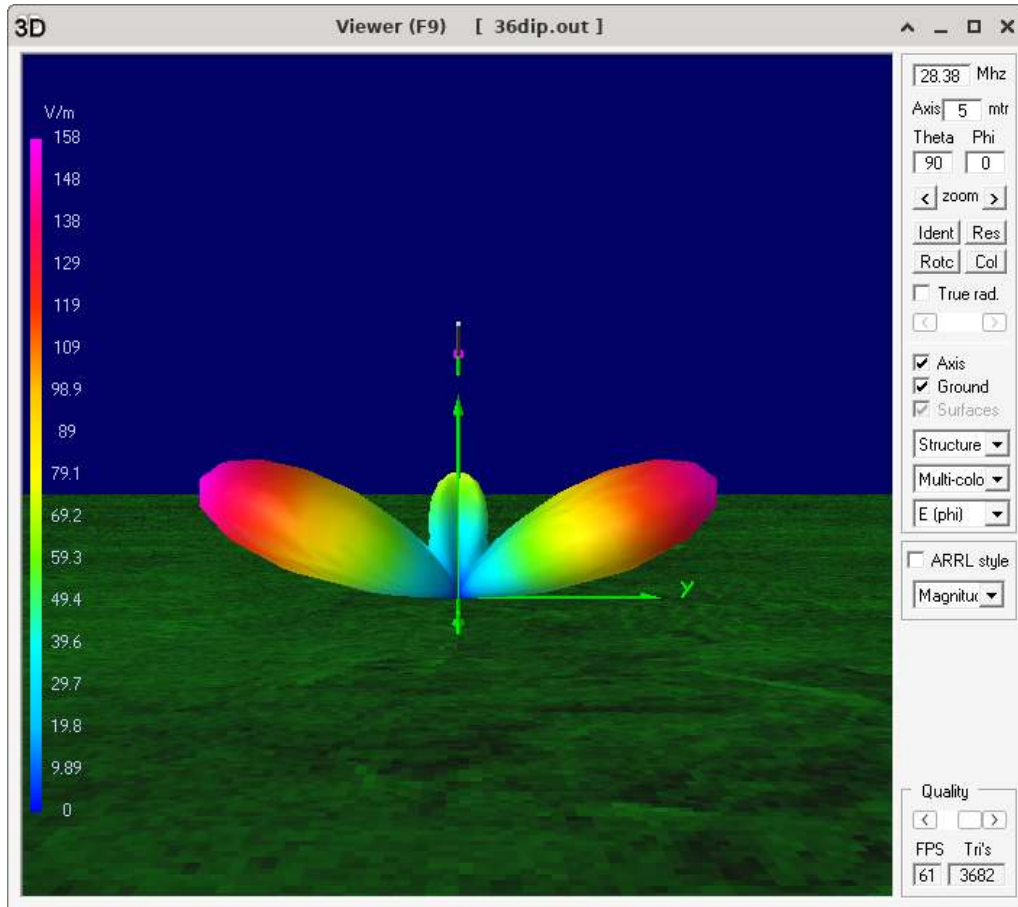 3D Viewer (F9) [ 36dip.out ]
V/m
158
148
138
129
119
109
98.9
89
79.1
69.2
59.3
49.4
39.6
29.7
19.8
9.89
0
Y
28.38 Mhz
Axis 5 mtr
Theta Phi
90 0
< zoom >
Ident Res
Rotc Col
True rad.
Axis
Ground
Surfaces
Structure
Multi-colo
E (phi)
ARRL style
Magnituc
Quality
FPS Tri's
61 3682